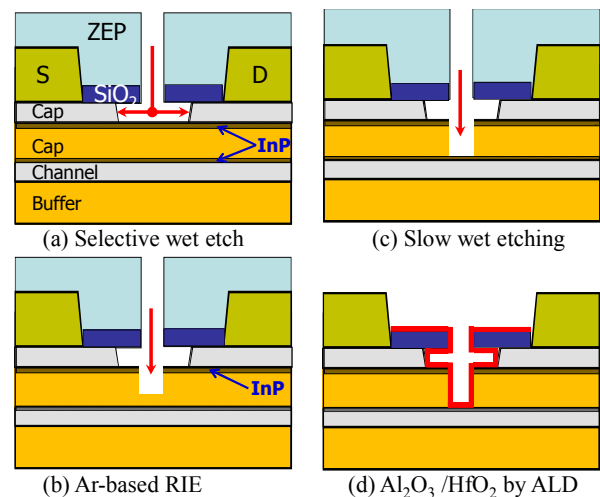 ZEP
S
D
SiO₂
Cap
InP
Cap
Channel
Buffer
(a) Selective wet etch
(c) Slow wet etching
InP
(b) Ar-based RIE
(d) Al₂O₃ /HfO₂ by ALD